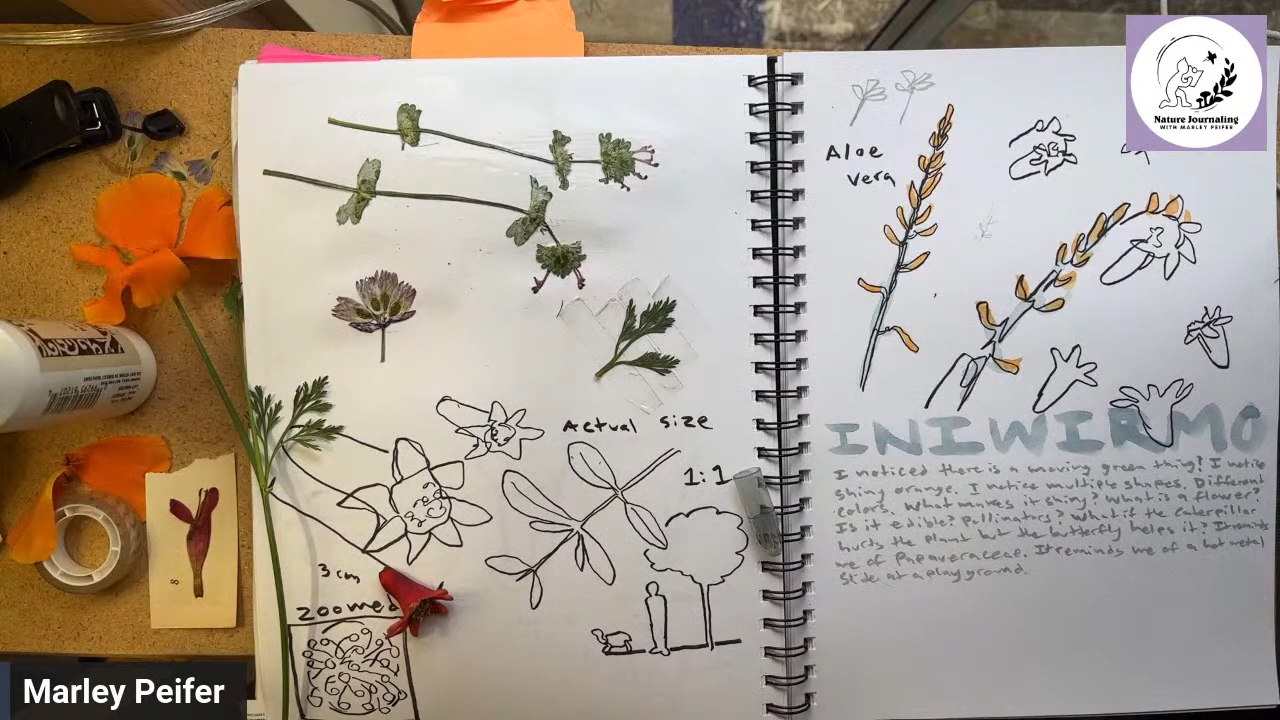 Nature Journaling
WITH MARLEY PEIFER
Aloe
vera
Actual size
1:1
3 cm
zoomed
8
INIWIRMO
I noticed there is a moving green thing! I notice
shiny orange. I notice multiple shapes. Different
colors. What makes it shiny? What is a flower?
Is it edible? Pollinators? What if the caterpillar
hurts the plant but the butterfly helps it? It reminds
me of Papaveraceae. It reminds me of a hot metal
slide at a playground.
Marley Peifer